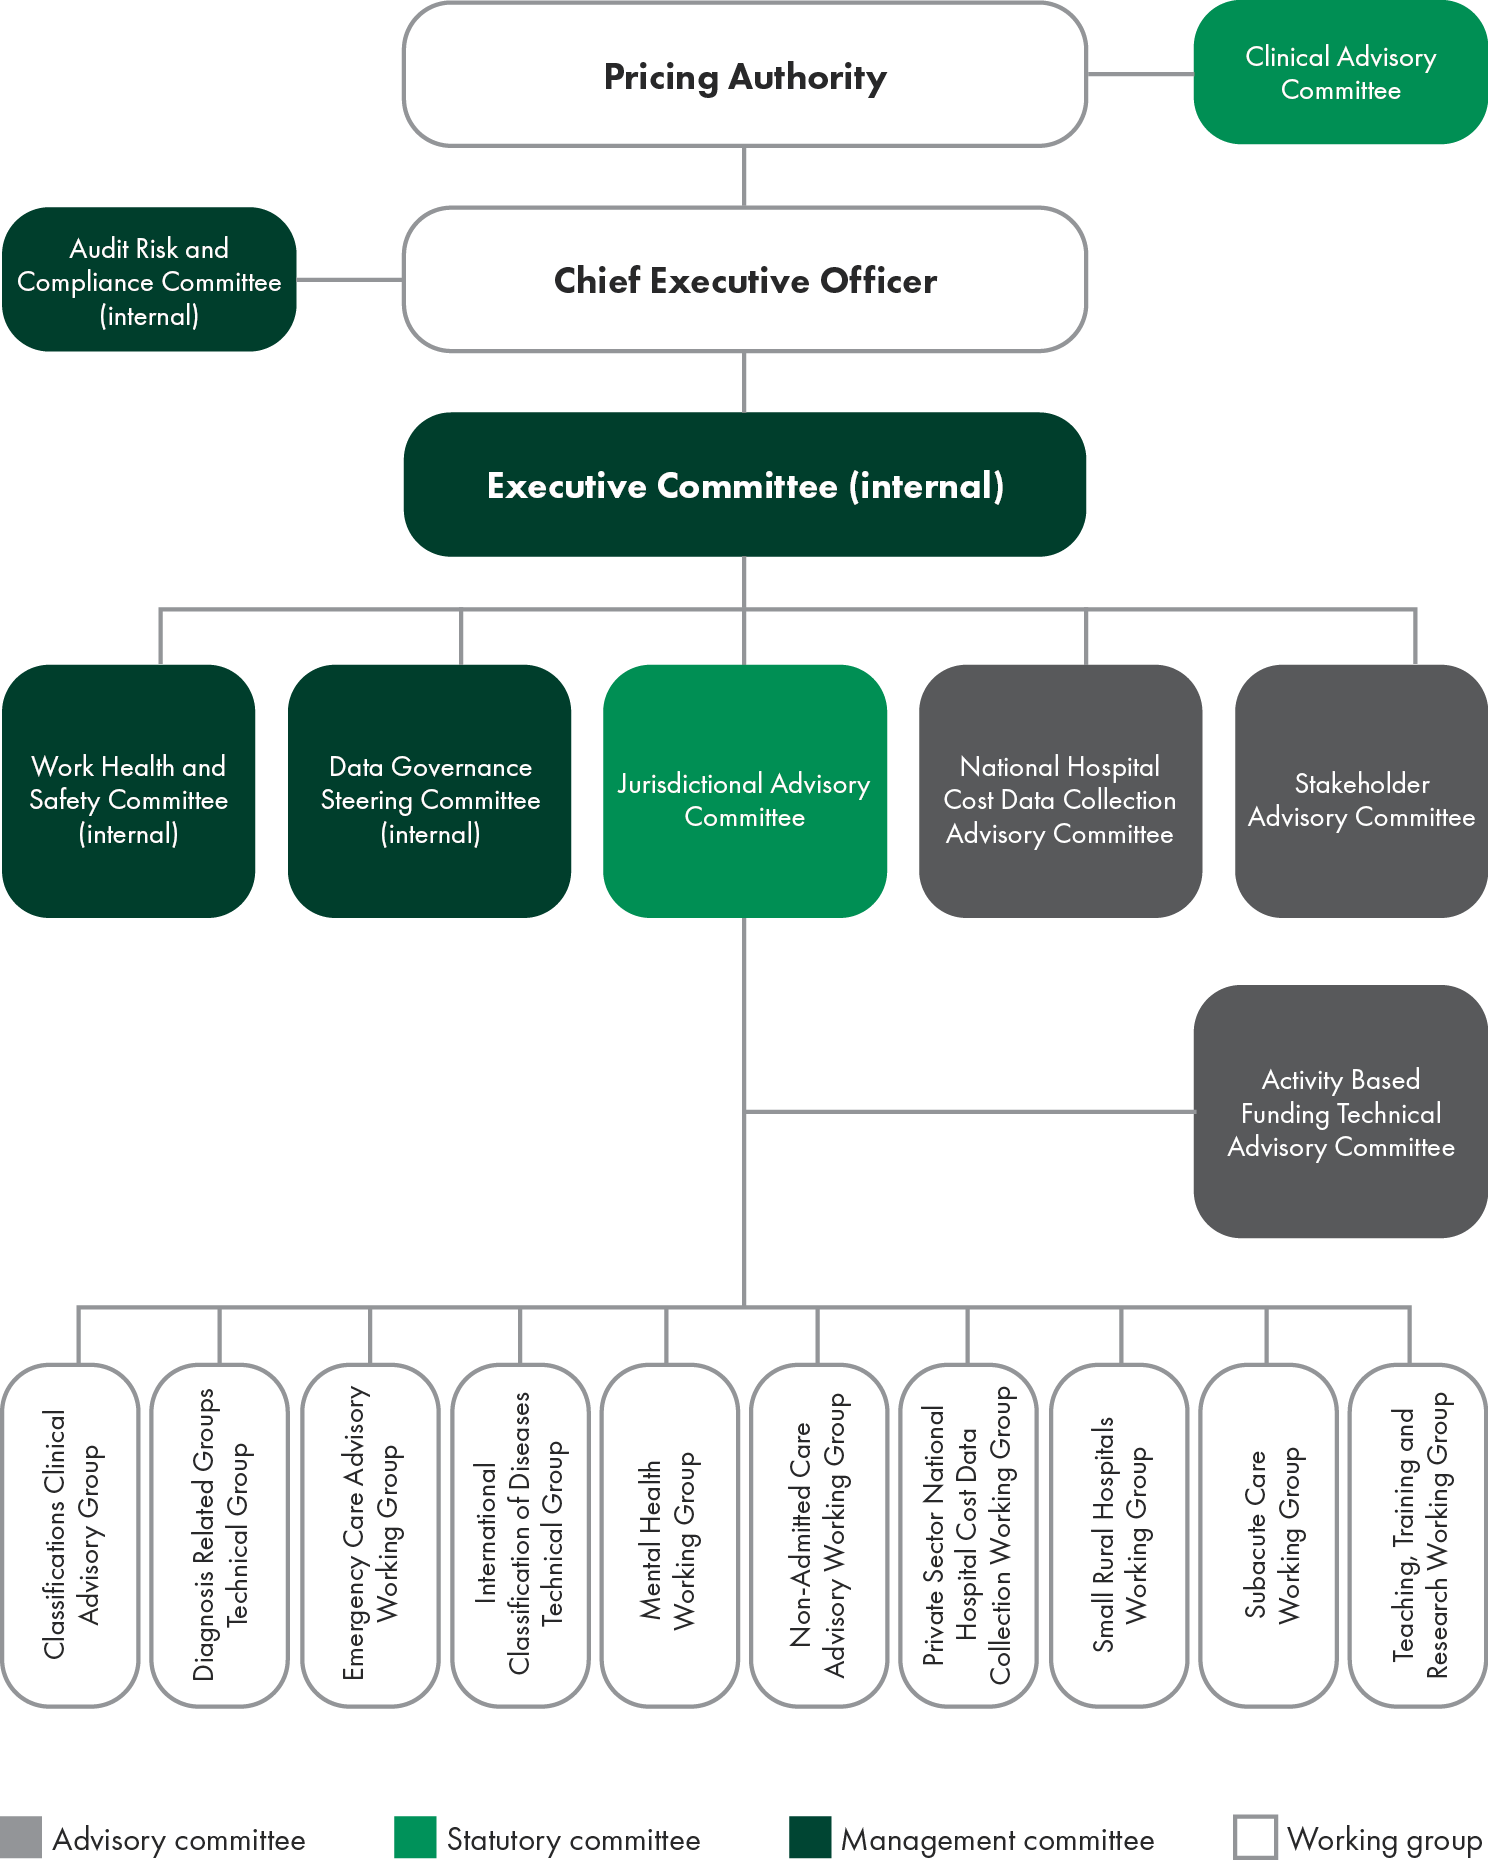 Pricing Authority
Clinical Advisory
Committee
Audit Risk and
Compliance Committee
(internal)
Chief Executive Officer
Executive Committee (internal)
Work Health and
Safety Committee
(internal)
Data Governance
Steering Committee
(internal)
Jurisdictional Advisory
Committee
National Hospital
Cost Data Collection
Advisory Committee
Stakeholder
Advisory Committee
Activity Based
Funding Technical
Advisory Committee
Classifications Clinical
Advisory Group
Diagnosis Related Groups
Technical Group
Emergency Care Advisory
Working Group
International
Classification of Diseases
Technical Group
Mental Health
Working Group
Non-Admitted Care
Advisory Working Group
Private Sector National
Hospital Cost Data
Collection Working Group
Small Rural Hospitals
Working Group
Subacute Care
Working Group
Teaching, Training and
Research Working Group
Advisory committee
Statutory committee
Management committee
Working group